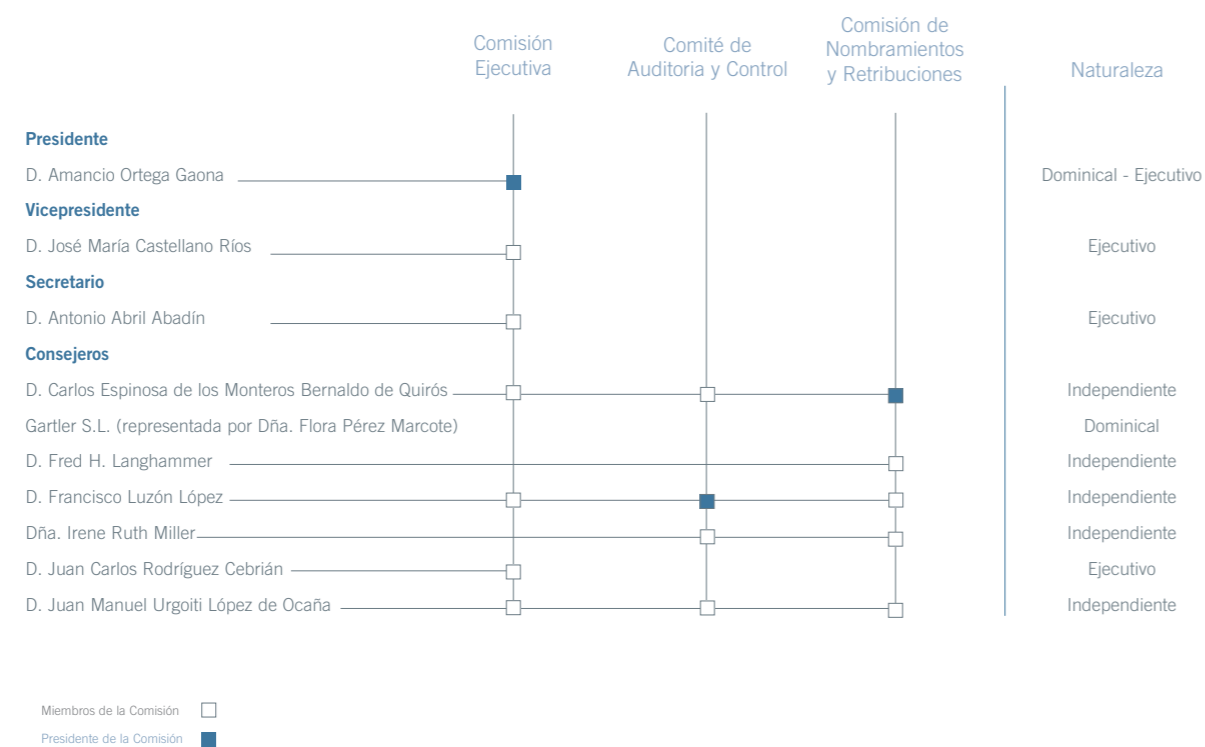 Comisión
Ejecutiva
Comité de
Auditoria y Control
Comisión de
Nombramientos
y Retribuciones
Naturaleza
Presidente
D. Amancio Ortega Gaona Dominical - Ejecutivo
Vicepresidente
D. José María Castellano Ríos Ejecutivo
Secretario
D. Antonio Abril Abadín Ejecutivo
Consejeros
D. Carlos Espinosa de los Monteros Bernaldo de Quirós Independiente
Gartler S.L. (representada por Dña. Flora Pérez Marcote) Dominical
D. Fred H. Langhammer Independiente
D. Francisco Luzón López Independiente
Dña. Irene Ruth Miller Independiente
D. Juan Carlos Rodríguez Cebrián Ejecutivo
D. Juan Manuel Urgoiti López de Ocaña Independiente
Miembros de la Comisión
Presidente de la Comisión